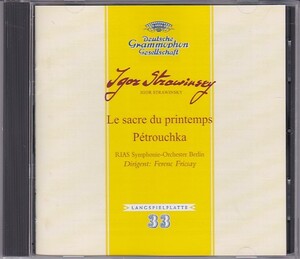 Deutsche
Grammophon
Gesellschaft
Igor Strawinsky
IGOR STRAWINSKY
Le sacre du printemps
Pétrouchka
RIAS Symphonie-Orchester Berlin
Dirigent: Ferenc Fricsay
LANGSPIELPLATTE
33